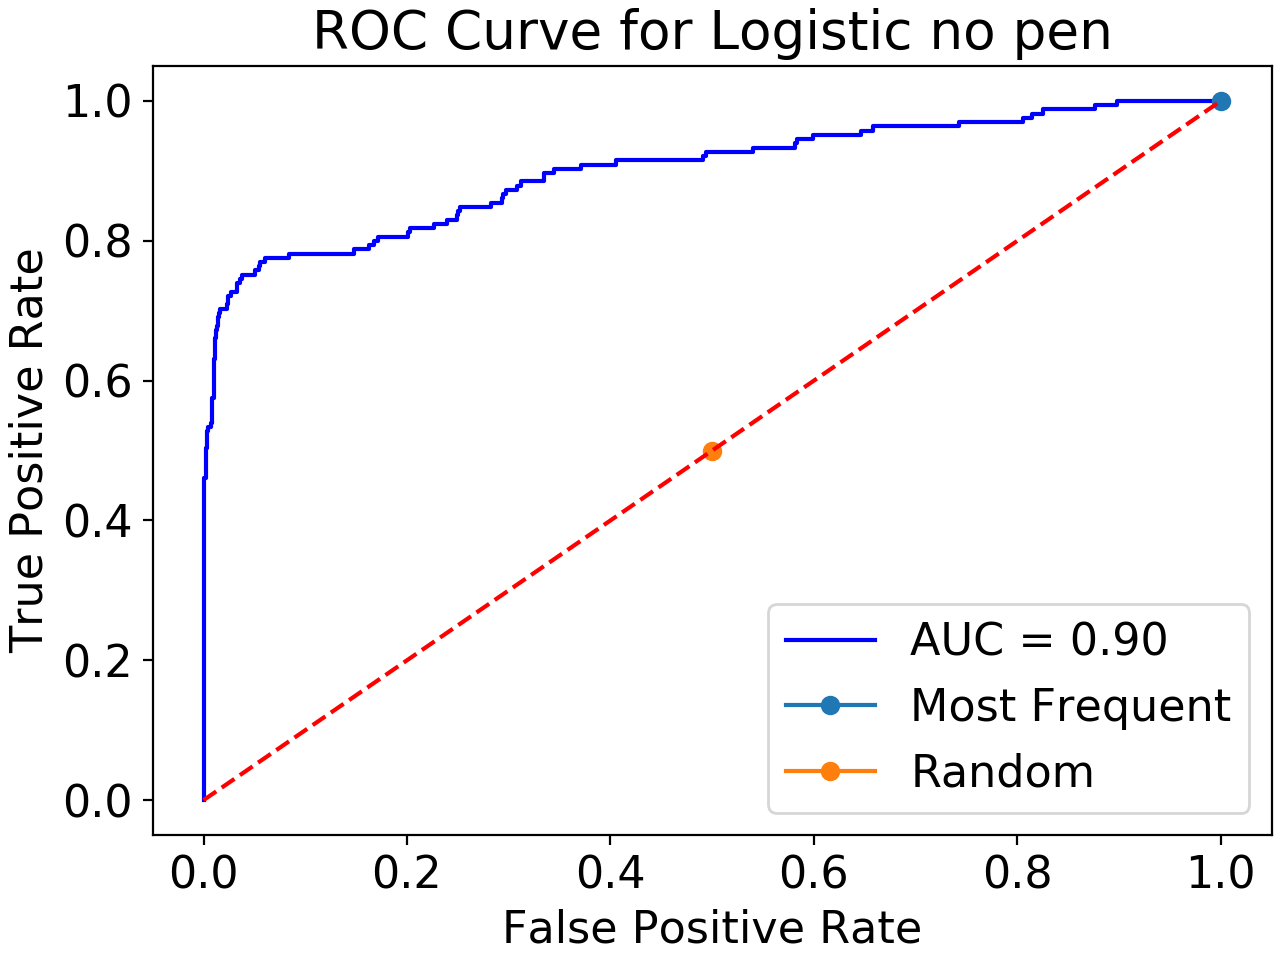 ROC Curve for Logistic no pen
1.0
0.8
0.6
0.4
0.2
0.0
True Positive Rate
AUC = 0.90
Most Frequent
Random
0.0 0.2 0.4 0.6 0.8 1.0
False Positive Rate